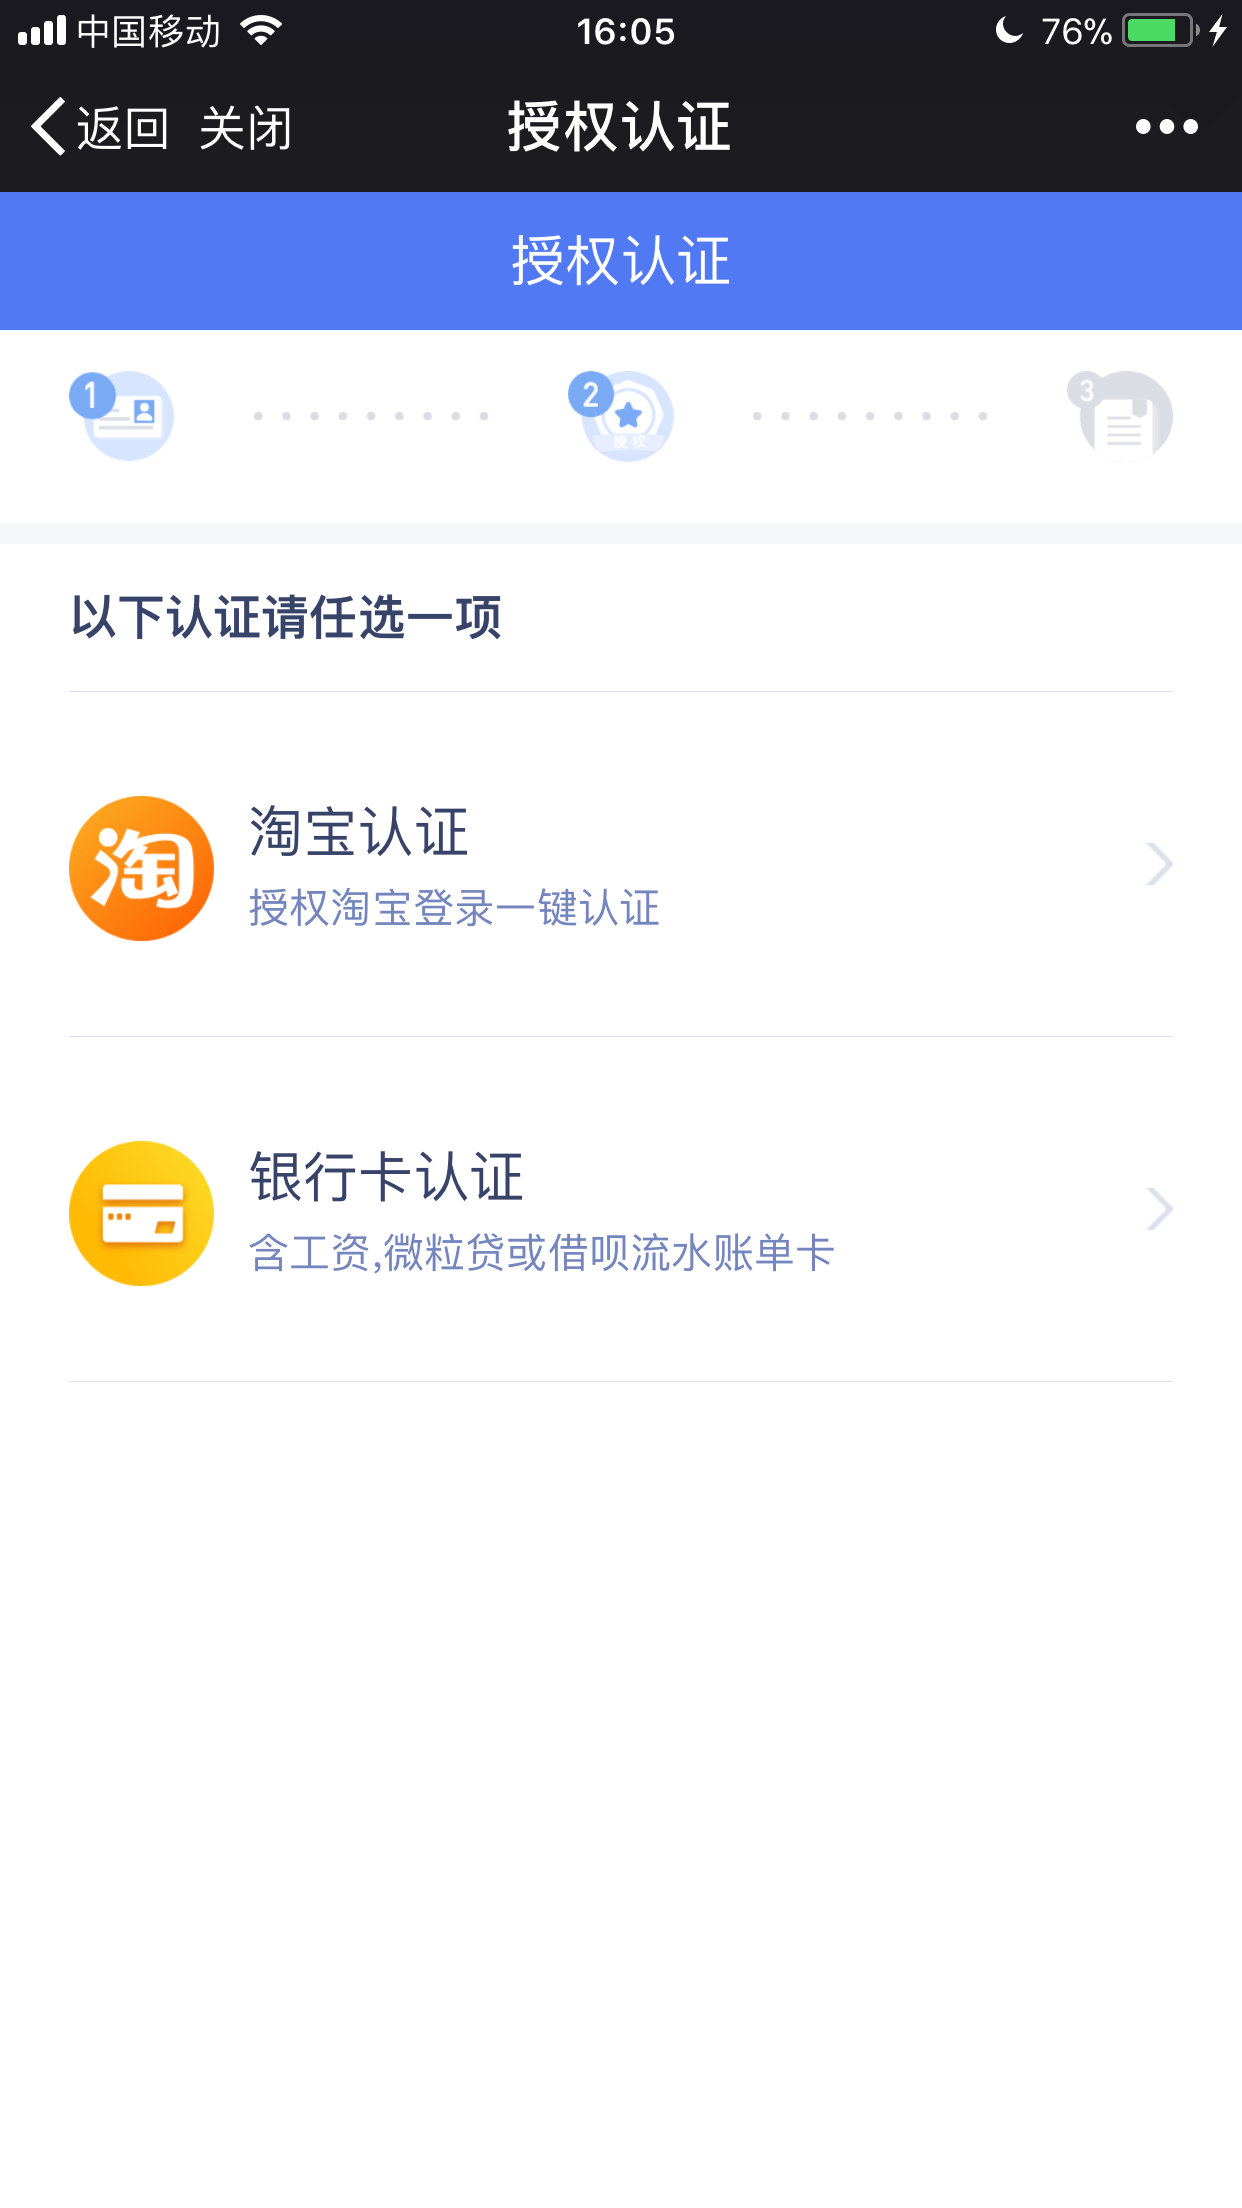 中国移动 16:05 76%
返回 关闭 授权认证
授权认证
1 2 3
授权
以下认证请任选一项
淘
淘宝认证
授权淘宝登录一键认证
银行卡认证
含工资,微粒贷或借呗流水账单卡